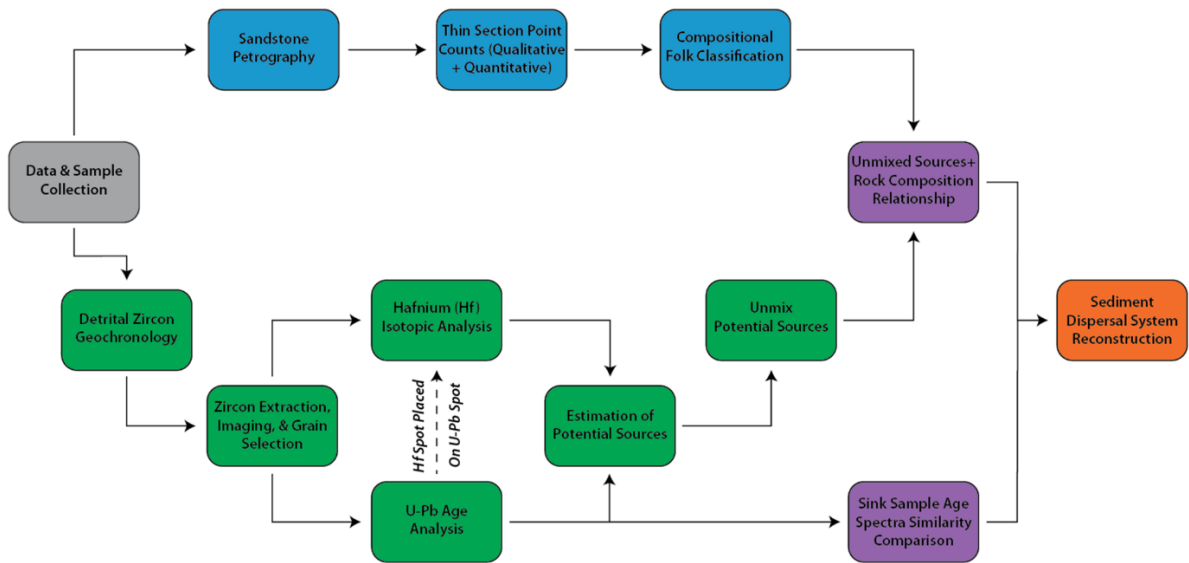 Sandstone
Petrography
Thin Section Point
Counts (Qualitative
+ Quantitative)
Compositional
Folk Classification
Data & Sample
Collection
Unmixed Sources+
Rock Composition
Relationship
Detrital Zircon
Geochronology
Hafnium (Hf)
Isotopic Analysis
Unmix
Potential Sources
Sediment
Dispersal System
Reconstruction
Zircon Extraction,
Imaging, & Grain
Selection
Hf Spot Placed
On U-Pb Spot
Estimation of
Potential Sources
U-Pb Age
Analysis
Sink Sample Age
Spectra Similarity
Comparison